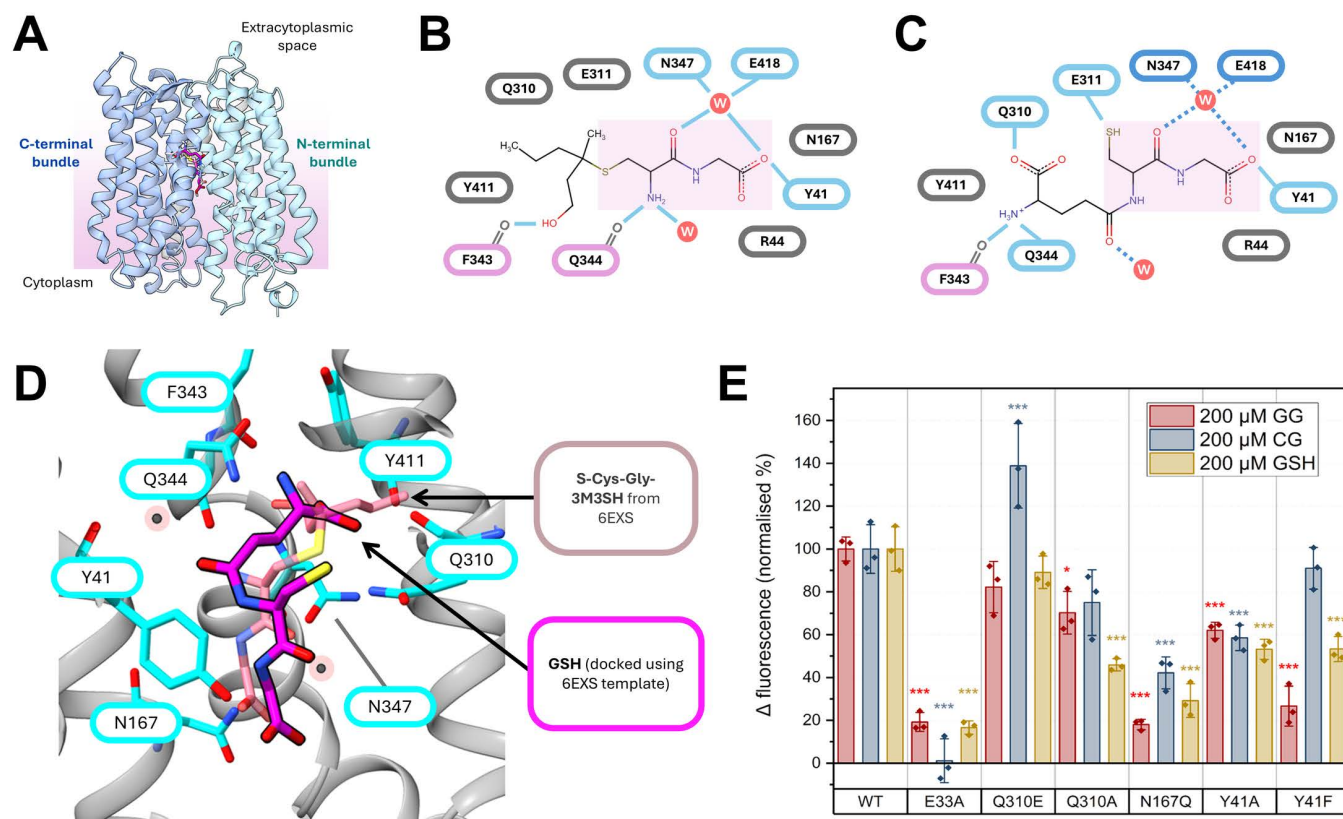 A
Extracytoplasmic
space
C-terminal
bundle
N-terminal
bundle
Cytoplasm
B
Q310
E311
N347
E418
W
N167
H₃C
CH₃
O
O
S
NH
O
Y411
NH₂
Y41
O
HO
O
W
R44
F343
Q344
C
N347
E418
E311
W
Q310
SH
O
O
N167
O
O
NH
O
Y411
NH
Y41
H₃N⁺
O
O
R44
Q344
W
F343
D
F343
Y411
Q344
S-Cys-Gly-
3M3SH from
6EXS
Y41
Q310
GSH (docked using
6EXS template)
N167
N347
E
Δ fluorescence (normalised %)
160
140
120
100
80
60
40
20
0
200 µM GG
200 µM CG
200 µM GSH
***
***
***
***
*
***
***
***
***
***
***
***
***
***
WT
E33A
Q310E
Q310A
N167Q
Y41A
Y41F